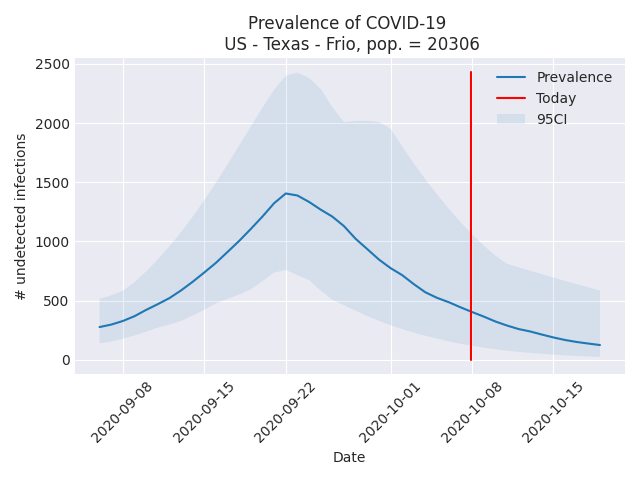 Prevalence of COVID-19
US - Texas - Frio, pop. = 20306
2500
2000
1500
1000
500
0
# undetected infections
Prevalence
Today
95CI
2020-09-08
2020-09-15
2020-09-22
2020-10-01
2020-10-08
2020-10-15
Date